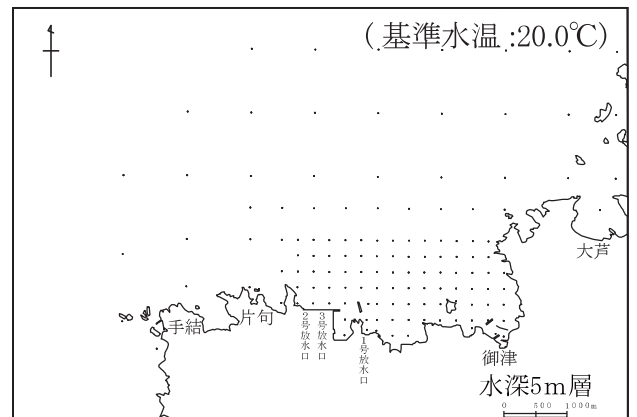 (基準水温:20.0℃)
大芦
片句
手結
2号放水口
3号放水口
1号放水口
御津
水深5m層
0 500 1000m